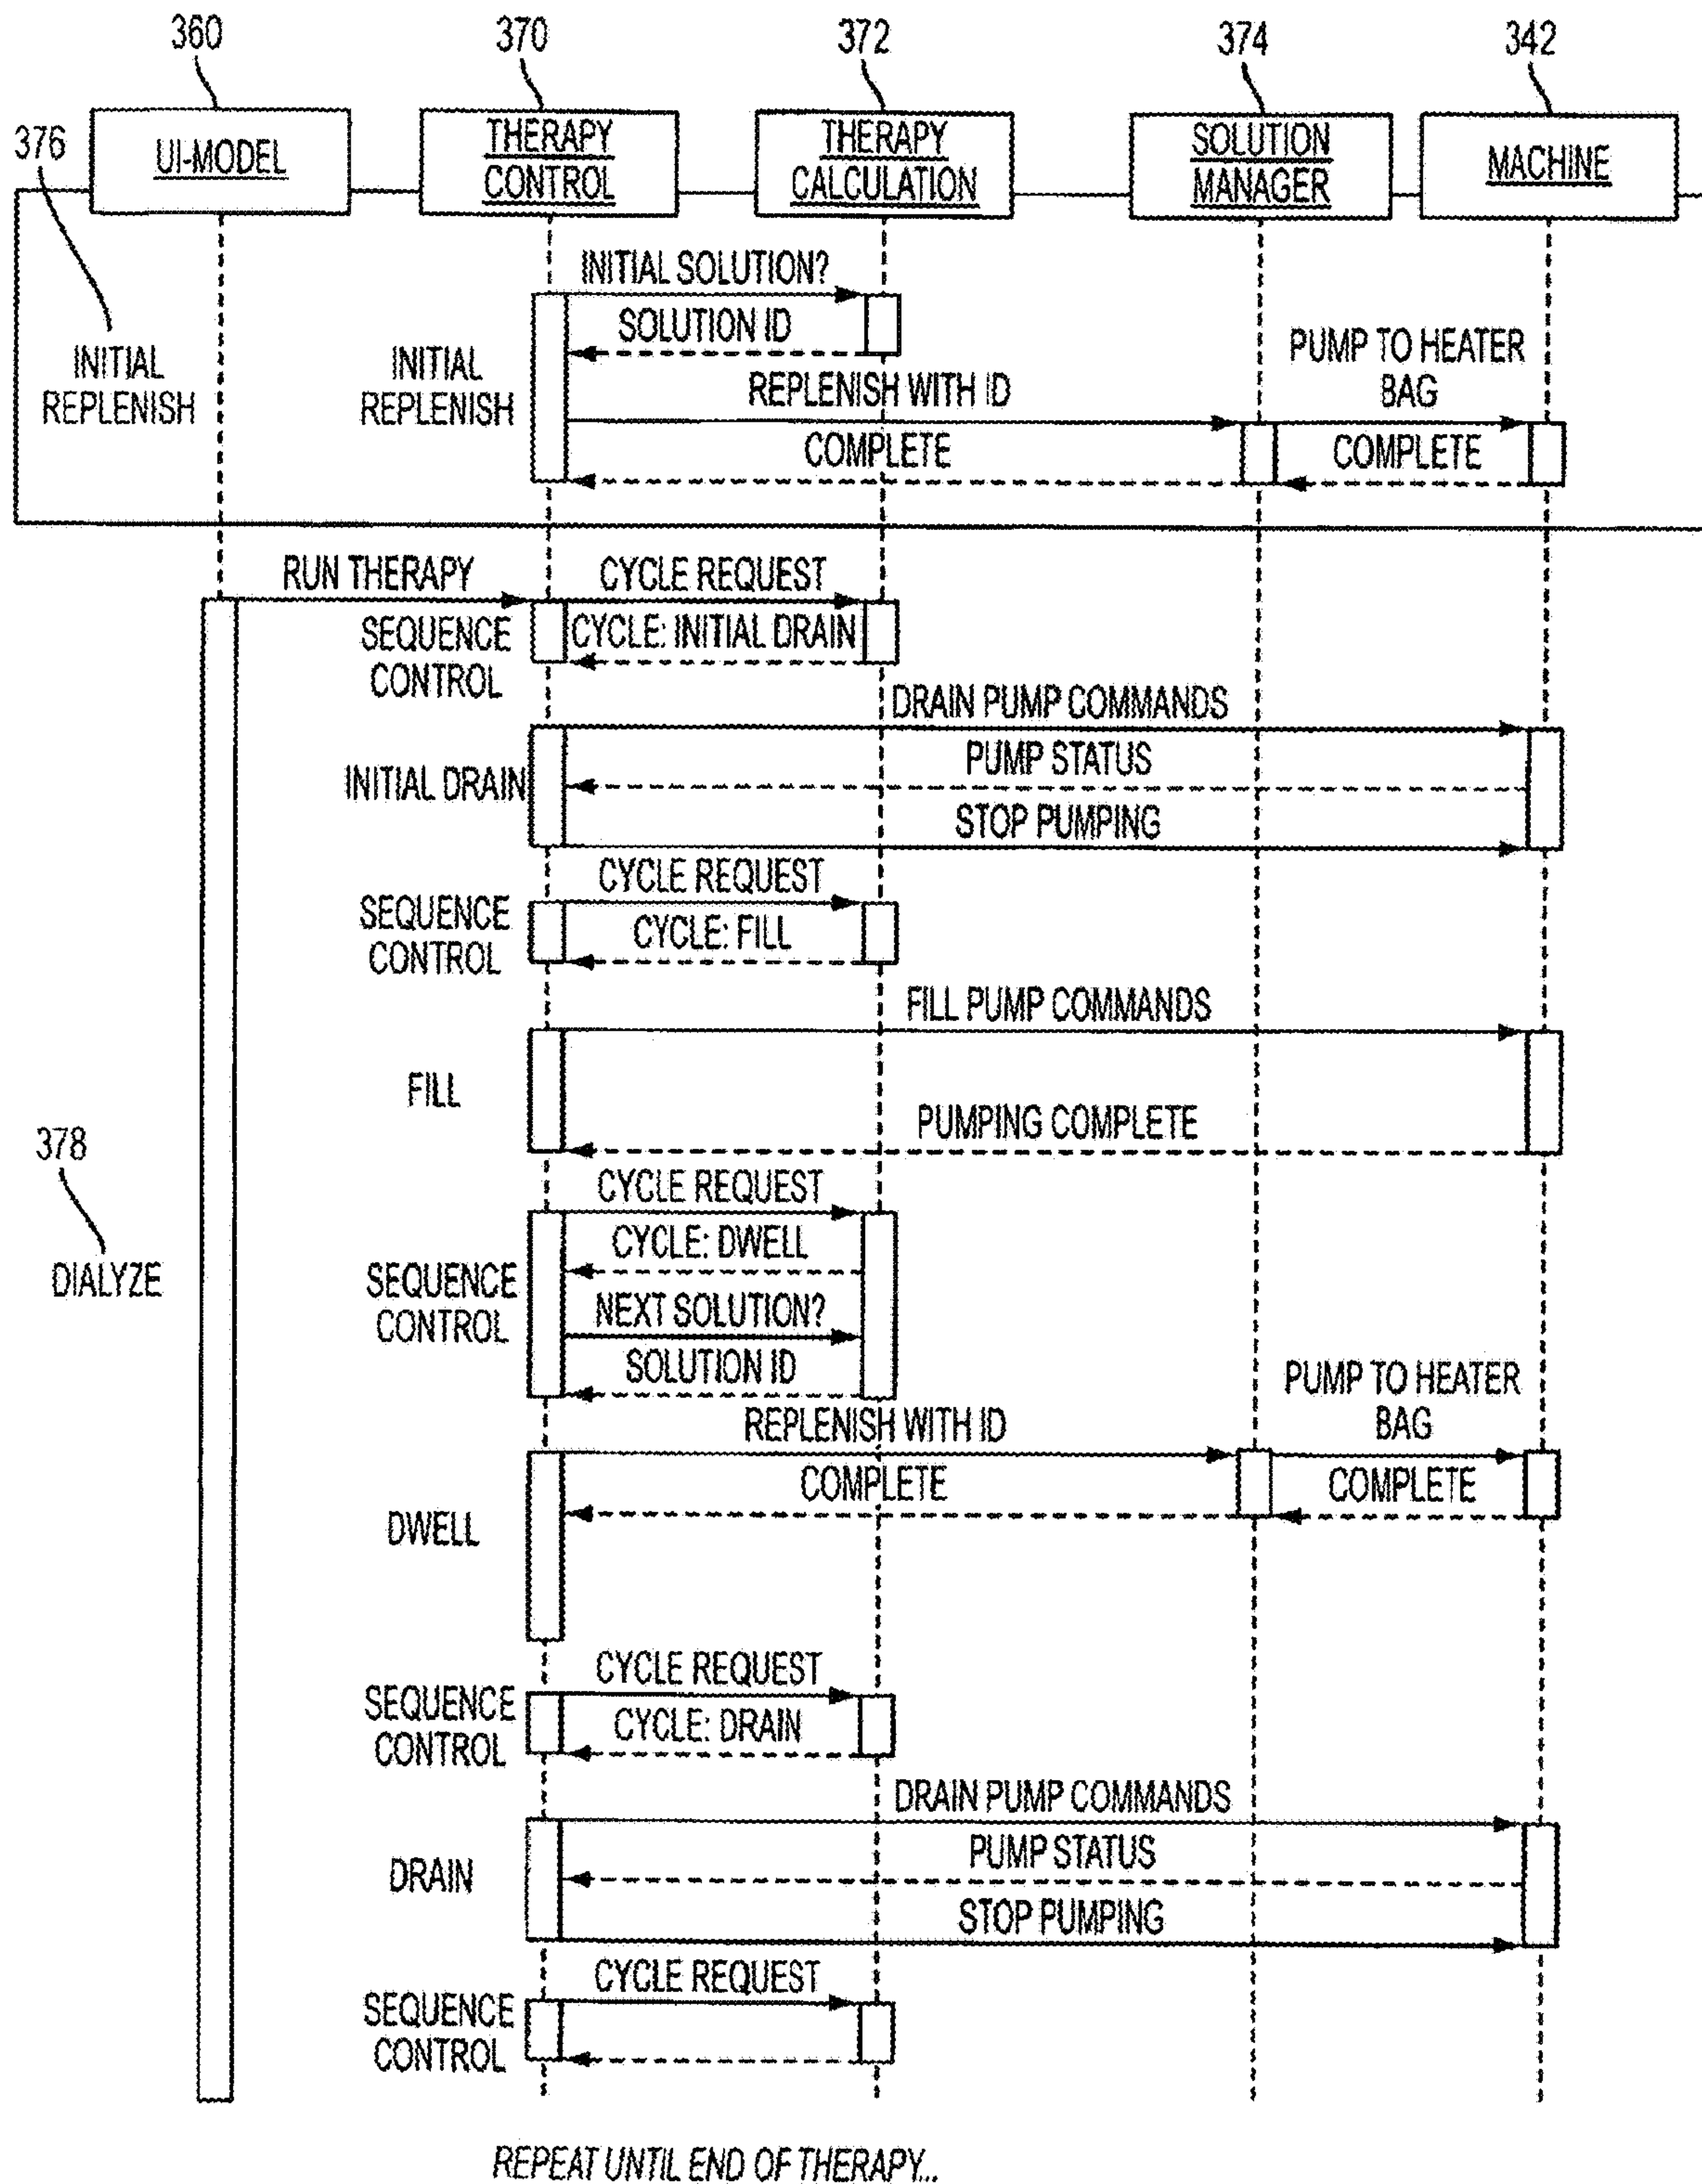 360
370
372
374
342
376
UI-MODEL
THERAPY
CONTROL
THERAPY
CALCULATION
SOLUTION
MANAGER
MACHINE
INITIAL
REPLENISH
INITIAL
REPLENISH
INITIAL SOLUTION?
SOLUTION ID
REPLENISH WITH ID
COMPLETE
PUMP TO HEATER
BAG
COMPLETE
RUN THERAPY
CYCLE REQUEST
SEQUENCE
CONTROL
CYCLE: INITIAL DRAIN
DRAIN PUMP COMMANDS
INITIAL DRAIN
PUMP STATUS
STOP PUMPING
CYCLE REQUEST
SEQUENCE
CONTROL
CYCLE: FILL
FILL PUMP COMMANDS
FILL
PUMPING COMPLETE
378
DIALYZE
CYCLE REQUEST
CYCLE: DWELL
SEQUENCE
CONTROL
NEXT SOLUTION?
SOLUTION ID
REPLENISH WITH ID
PUMP TO HEATER
BAG
COMPLETE
COMPLETE
DWELL
CYCLE REQUEST
SEQUENCE
CONTROL
CYCLE: DRAIN
DRAIN PUMP COMMANDS
DRAIN
PUMP STATUS
STOP PUMPING
CYCLE REQUEST
SEQUENCE
CONTROL
REPEAT UNTIL END OF THERAPY...